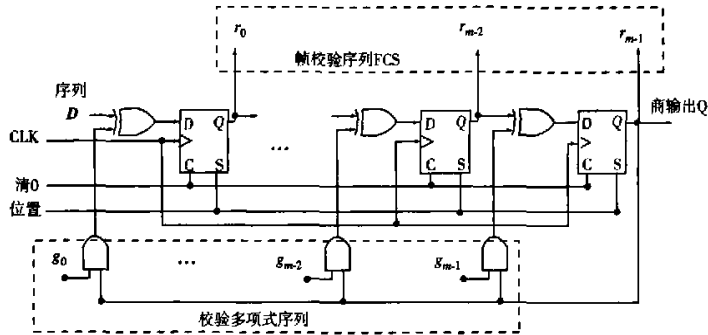 r0 rm-2 rm-1
帧校验序列FCS
序列
D
D Q D Q D Q
商输出Q
CLK
... 
C S C S C S
清0
位置
g0 ... gm-2 gm-1
校验多项式序列